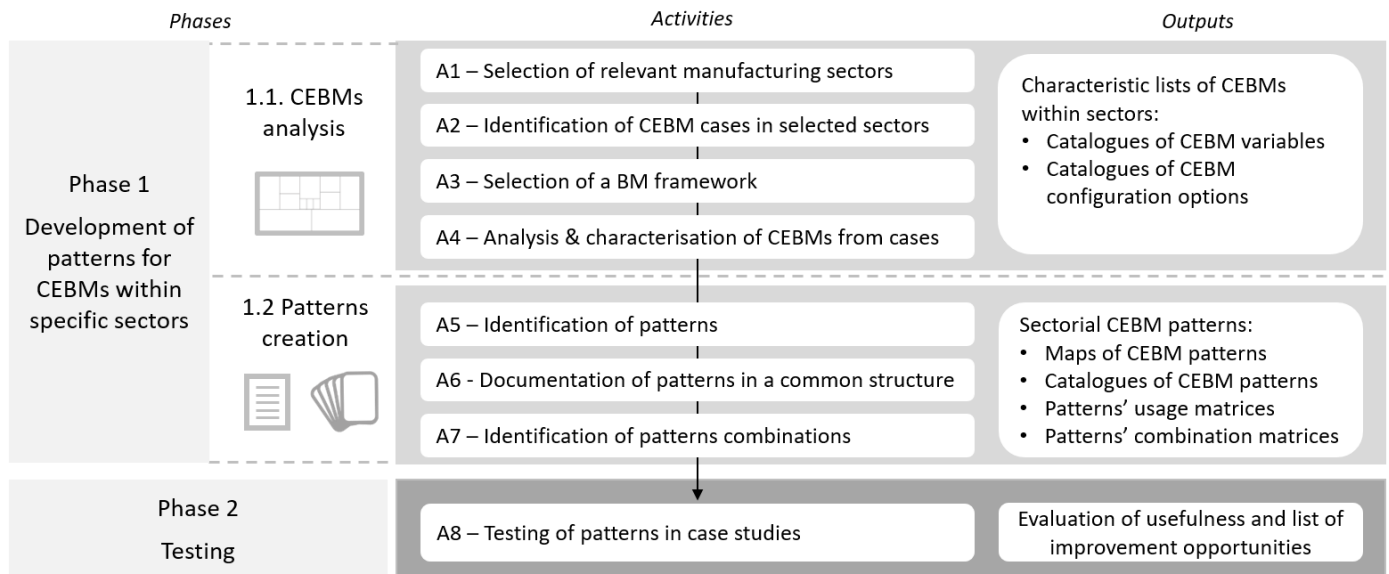 Phases
Activities
Outputs
Phase 1
Development of
patterns for
CEBMs within
specific sectors
1.1. CEBMs
analysis
A1 – Selection of relevant manufacturing sectors
A2 – Identification of CEBM cases in selected sectors
A3 – Selection of a BM framework
A4 – Analysis & characterisation of CEBMs from cases
Characteristic lists of CEBMs
within sectors:
• Catalogues of CEBM variables
• Catalogues of CEBM
configuration options
1.2 Patterns
creation
A5 – Identification of patterns
A6 - Documentation of patterns in a common structure
A7 – Identification of patterns combinations
Sectorial CEBM patterns:
• Maps of CEBM patterns
• Catalogues of CEBM patterns
• Patterns’ usage matrices
• Patterns’ combination matrices
Phase 2
Testing
A8 – Testing of patterns in case studies
Evaluation of usefulness and list of
improvement opportunities